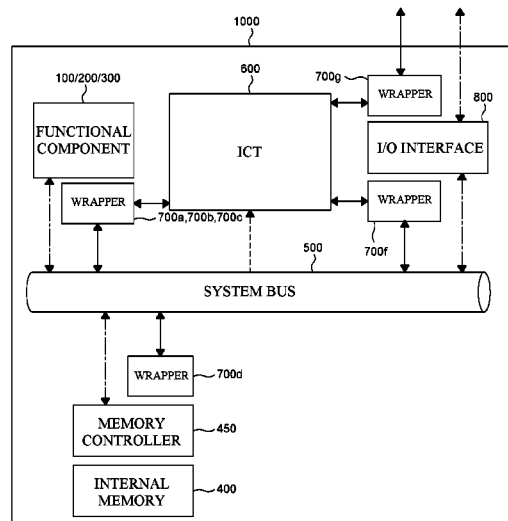 1000
600
700g
WRAPPER
800
100/200/300
FUNCTIONAL
COMPONENT
ICT
I/O INTERFACE
WRAPPER
700a,700b,700c
WRAPPER
700f
500
SYSTEM BUS
WRAPPER
700d
MEMORY
CONTROLLER
450
INTERNAL
MEMORY
400